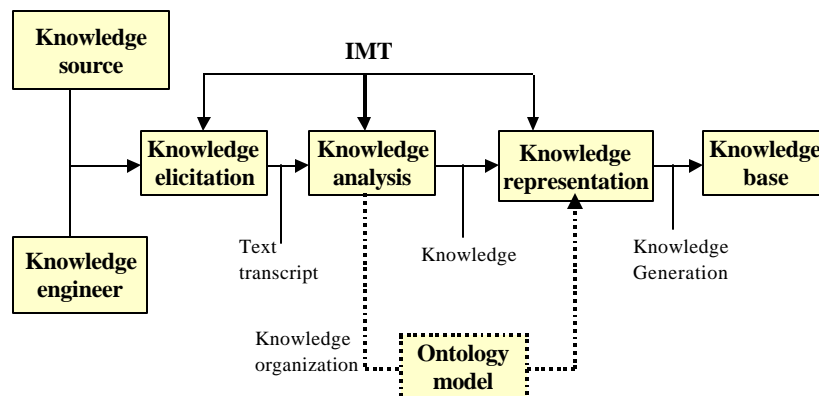 Knowledge
source
IMT
Knowledge
elicitation
Knowledge
analysis
Knowledge
representation
Knowledge
base
Knowledge
engineer
Text
transcript
Knowledge
Knowledge
Generation
Knowledge
organization
Ontology
model